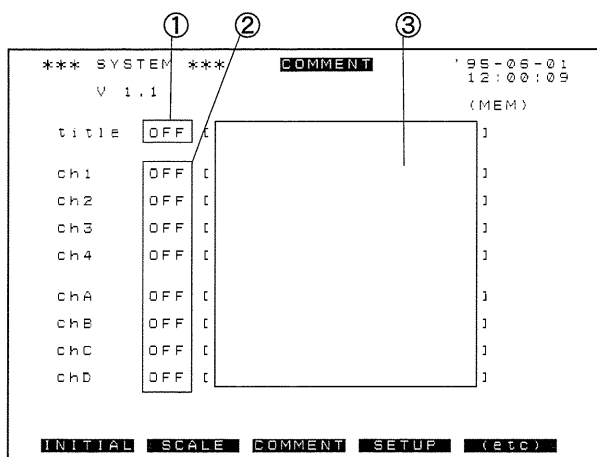 ① ② ③
*** SYSTEM *** COMMENT '95-06-01
V 1.1 12:00:09
(MEM)
title OFF [ ]
ch1 OFF [ ]
ch2 OFF [ ]
ch3 OFF [ ]
ch4 OFF [ ]
chA OFF [ ]
chB OFF [ ]
chC OFF [ ]
chD OFF [ ]
INITIAL SCALE COMMENT SETUP (etc)